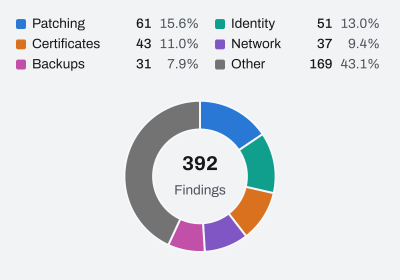 Patching 61 15.6% Identity 51 13.0%
Certificates 43 11.0% Network 37 9.4%
Backups 31 7.9% Other 169 43.1%
392
Findings